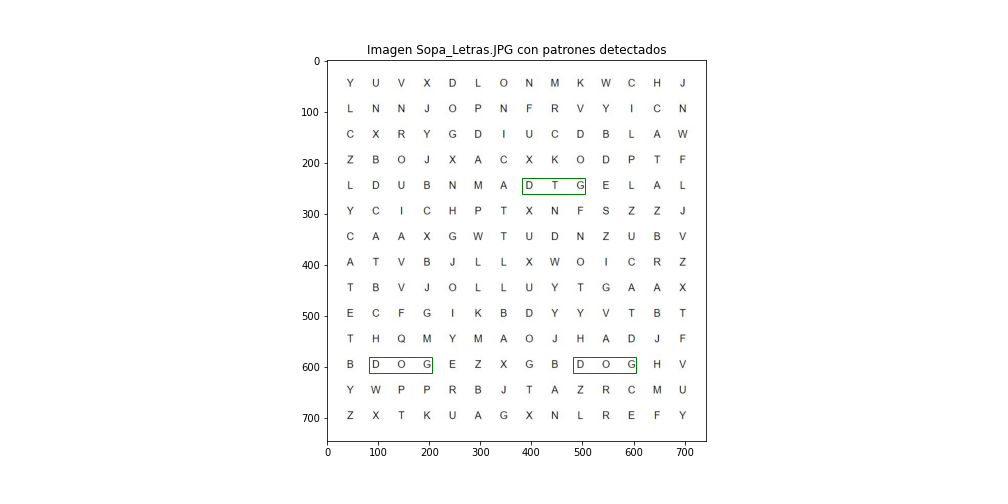 Imagen Sopa_Letras.JPG con patrones detectados
0
Y U V X D L O N M K W C H J
100
L N N J O P N F R V Y I C N
C X R Y G D I U C D B L A W
200
Z B O J X A C X K O D P T F
L D U B N M A D T G E L A L
300
Y C I C H P T X N F S Z Z J
C A A X G W T U D N Z U B V
400
A T V B J L L X W O I C R Z
T B V J O L L U Y T G A A X
500
E C F G I K B D Y Y V T B T
T H Q M Y M A O J H A D J F
600
B D O G E Z X G B D O G H V
Y W P P R B J T A Z R C M U
700
Z X T K U A G X N L R E F Y
0 100 200 300 400 500 600 700